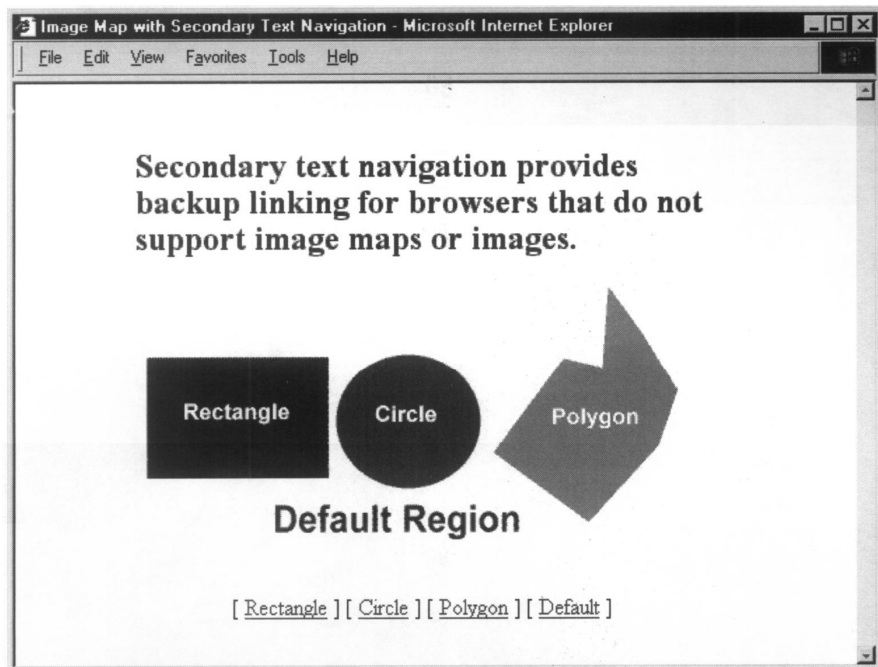 Image Map with Secondary Text Navigation - Microsoft Internet Explorer
File Edit View Favorites Tools Help
Secondary text navigation provides
backup linking for browsers that do not
support image maps or images.
Rectangle
Circle
Polygon
Default Region
[ Rectangle ] [ Circle ] [ Polygon ] [ Default ]